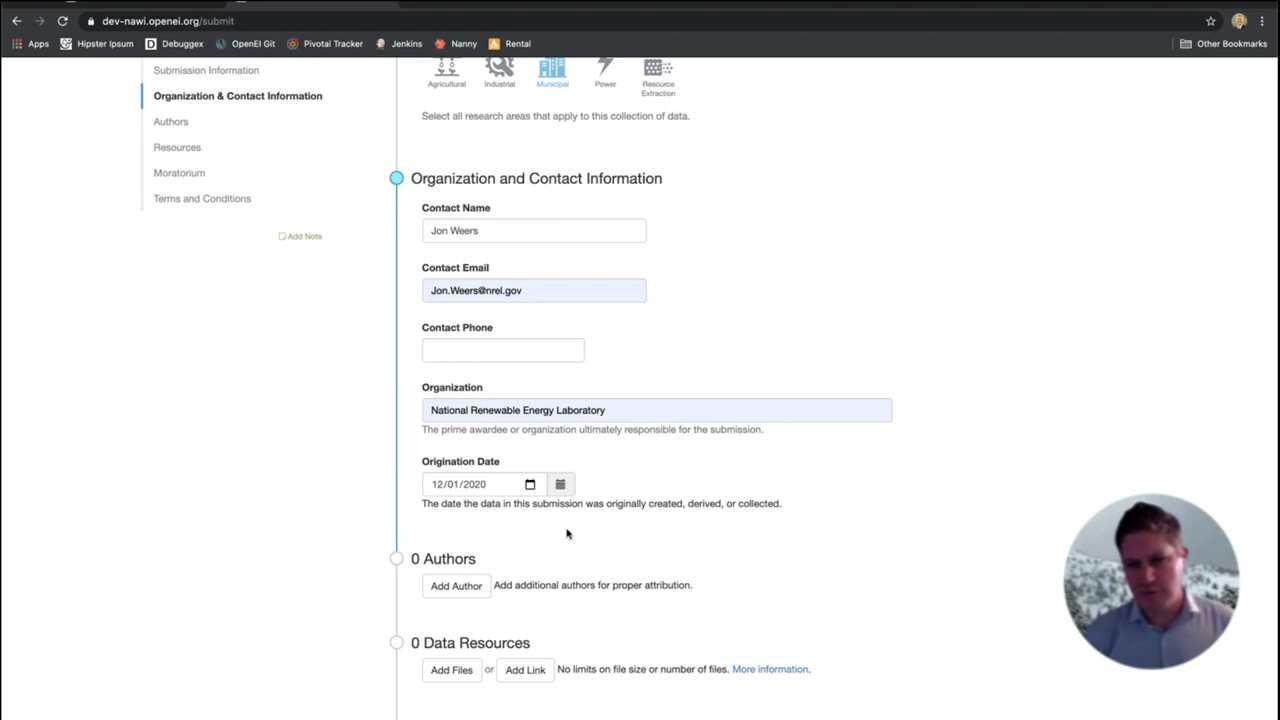 dev-nawi.openei.org/submit
Apps Hipster Ipsum Debuggex OpenEI Git Pivotal Tracker Jenkins Nanny Rental Other Bookmarks
Submission Information
Organization & Contact Information
Authors
Resources
Moratorium
Terms and Conditions
Add Note
Agricultural Industrial Municipal Power Resource Extraction
Select all research areas that apply to this collection of data.
Organization and Contact Information
Contact Name
Jon Weers
Contact Email
Jon.Weers@nrel.gov
Contact Phone
Organization
National Renewable Energy Laboratory
The prime awardee or organization ultimately responsible for the submission.
Origination Date
12/01/2020
The date the data in this submission was originally created, derived, or collected.
0 Authors
Add Author Add additional authors for proper attribution.
0 Data Resources
Add Files or Add Link No limits on file size or number of files. More information.